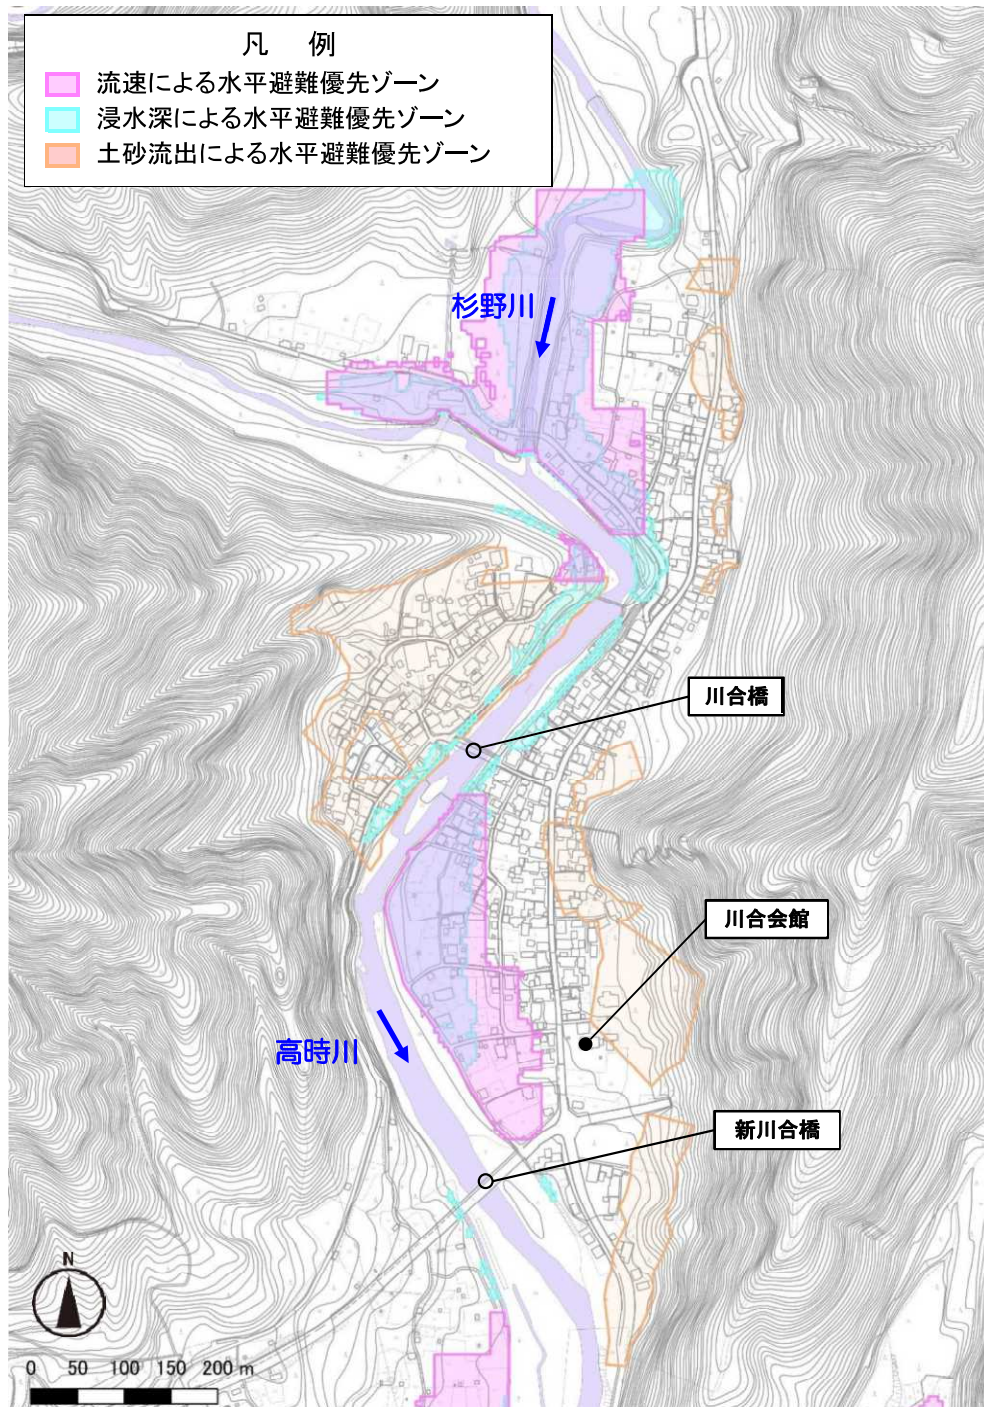 凡 例
流速による水平避難優先ゾーン
浸水深による水平避難優先ゾーン
土砂流出による水平避難優先ゾーン
杉野川
川合橋
川合会館
高時川
新川合橋
N
0 50 100 150 200 m